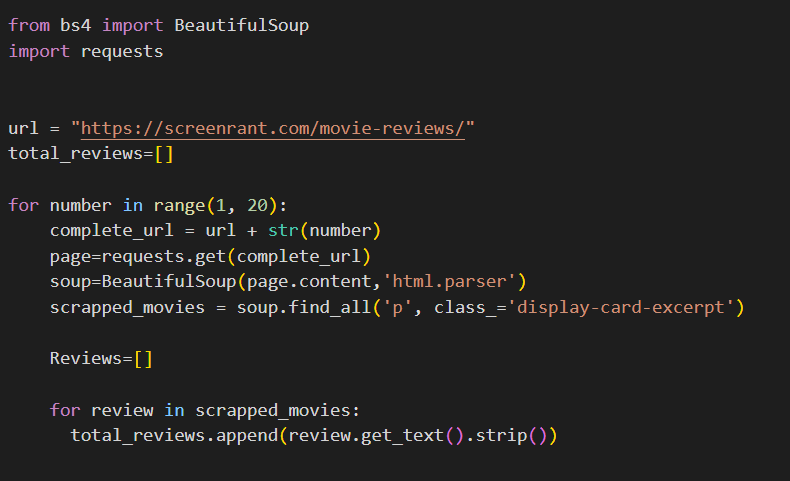 from bs4 import BeautifulSoup
import requests
url = "https://screenrant.com/movie-reviews/"
total_reviews=[]
for number in range(1, 20):
    complete_url = url + str(number)
    page=requests.get(complete_url)
    soup=BeautifulSoup(page.content,'html.parser')
    scrapped_movies = soup.find_all('p', class_='display-card-excerpt')
    Reviews=[]
    for review in scrapped_movies:
      total_reviews.append(review.get_text().strip())